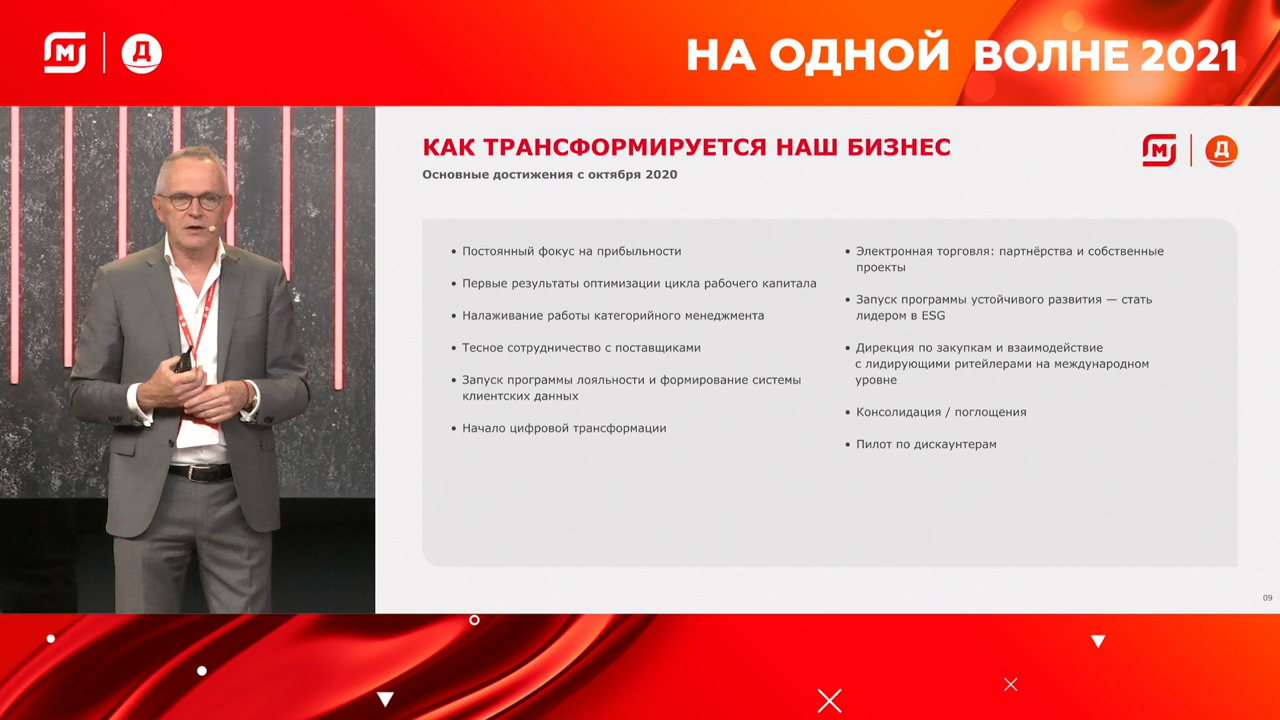 М Д
НА ОДНОЙ ВОЛНЕ 2021
КАК ТРАНСФОРМИРУЕТСЯ НАШ БИЗНЕС
М Д
Основные достижения с октября 2020
• Постоянный фокус на прибыльности
• Первые результаты оптимизации цикла рабочего капитала
• Налаживание работы категорийного менеджмента
• Тесное сотрудничество с поставщиками
• Запуск программы лояльности и формирование системы
клиентских данных
• Начало цифровой трансформации
• Электронная торговля: партнёрства и собственные
проекты
• Запуск программы устойчивого развития — стать
лидером в ESG
• Дирекция по закупкам и взаимодействие
с лидирующими ритейлерами на международном
уровне
• Консолидация / поглощения
• Пилот по дискаунтерам
09